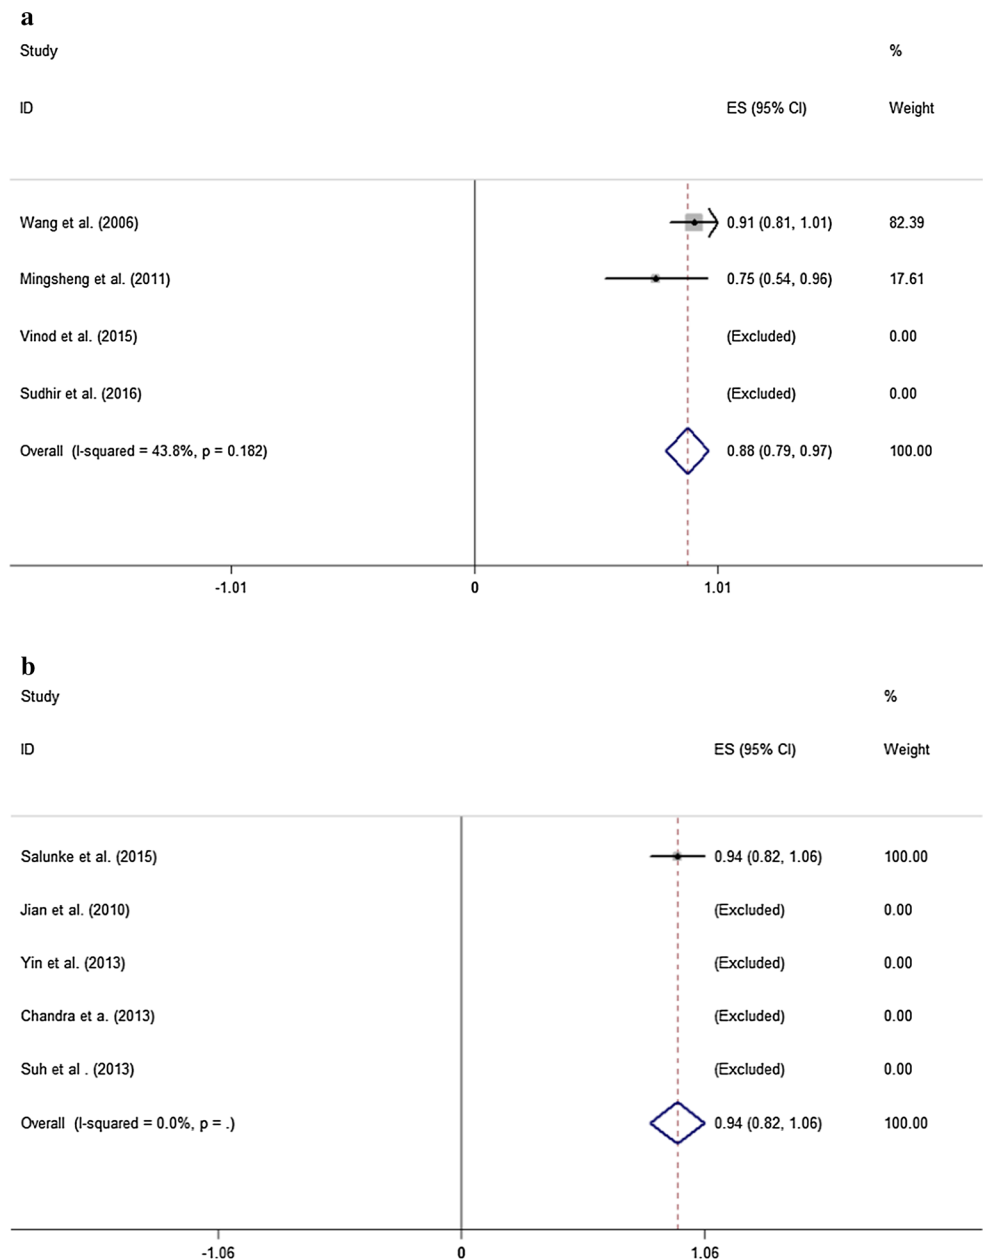 a
Study %
ID ES (95% CI) Weight
Wang et al. (2006) 0.91 (0.81, 1.01) 82.39
Mingsheng et al. (2011) 0.75 (0.54, 0.96) 17.61
Vinod et al. (2015) (Excluded) 0.00
Sudhir et al. (2016) (Excluded) 0.00
Overall (I-squared = 43.8%, p = 0.182) 0.88 (0.79, 0.97) 100.00
-1.01 0 1.01
b
Study %
ID ES (95% CI) Weight
Salunke et al. (2015) 0.94 (0.82, 1.06) 100.00
Jian et al. (2010) (Excluded) 0.00
Yin et al. (2013) (Excluded) 0.00
Chandra et a. (2013) (Excluded) 0.00
Suh et al . (2013) (Excluded) 0.00
Overall (I-squared = 0.0%, p = .) 0.94 (0.82, 1.06) 100.00
-1.06 0 1.06